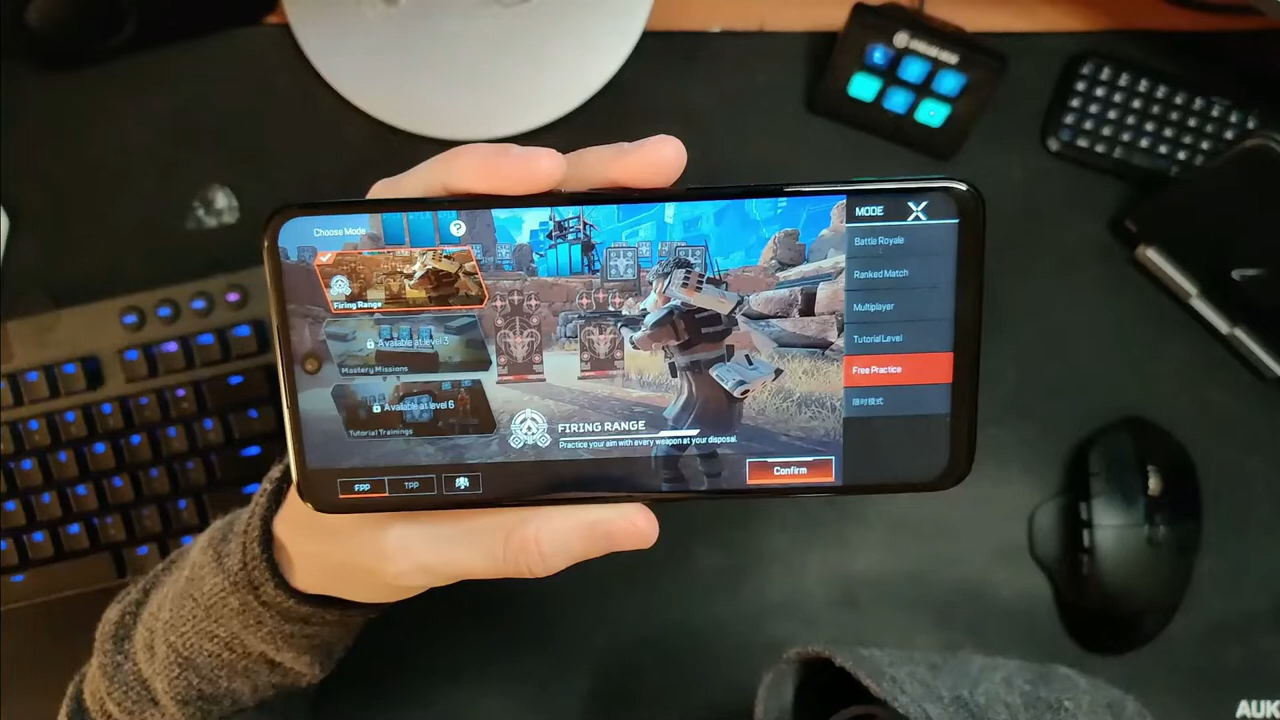 Choose Mode
?
Firing Range
Available at level 3
Mastery Missions
Available at level 6
Tutorial Trainings
FPP
TPP
FIRING RANGE
Practice your aim with every weapon at your disposal.
Confirm
MODE
Battle Royale
Ranked Match
Multiplayer
Tutorial Level
Free Practice
限时模式
AUK